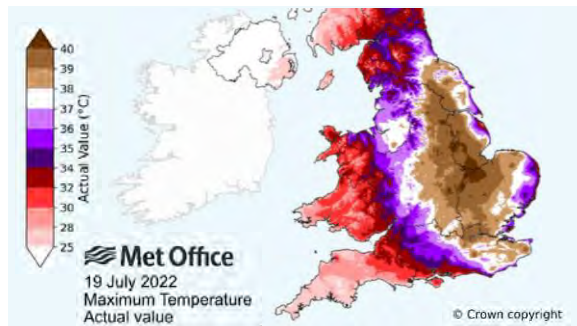 40
39
38
37
36
35
34
32
30
28
25
Actual Value (°C)
Met Office
19 July 2022
Maximum Temperature
Actual value
© Crown copyright